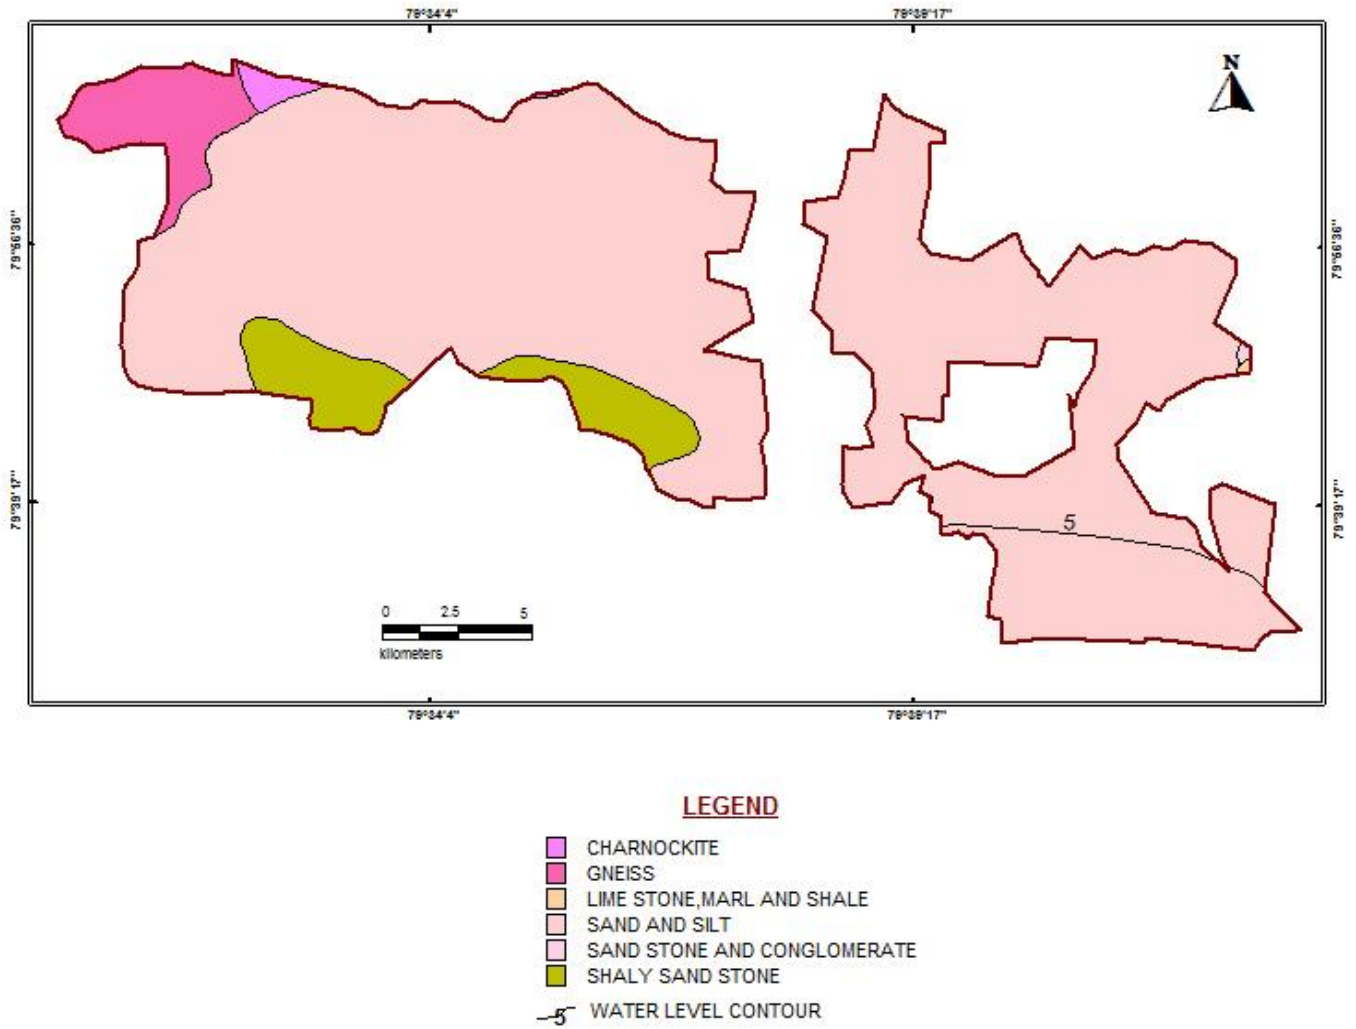 79°34'4" 79°39'17"
N
79°56'36" 79°56'36"
79°39'17" 79°39'17"
5
0 2.5 5
kilometers
79°34'4" 79°39'17"
LEGEND
CHARNOCKITE
GNEISS
LIME STONE,MARL AND SHALE
SAND AND SILT
SAND STONE AND CONGLOMERATE
SHALY SAND STONE
5 WATER LEVEL CONTOUR